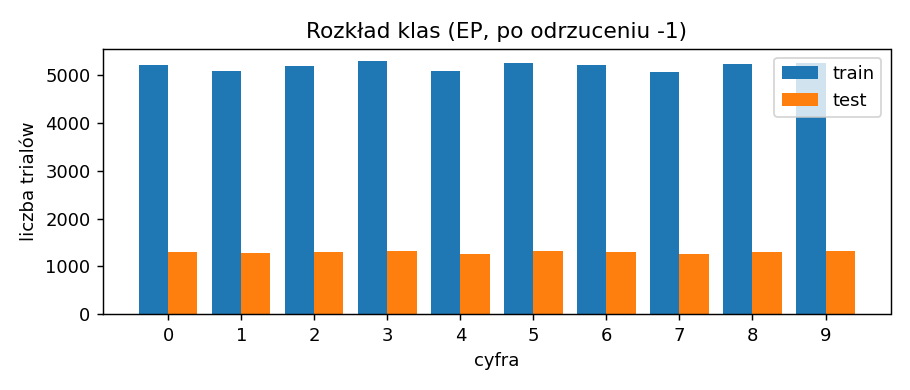 Rozkład klas (EP, po odrzuceniu -1)
liczba trialów
5000
4000
3000
2000
1000
0
train
test
0 1 2 3 4 5 6 7 8 9
cyfra